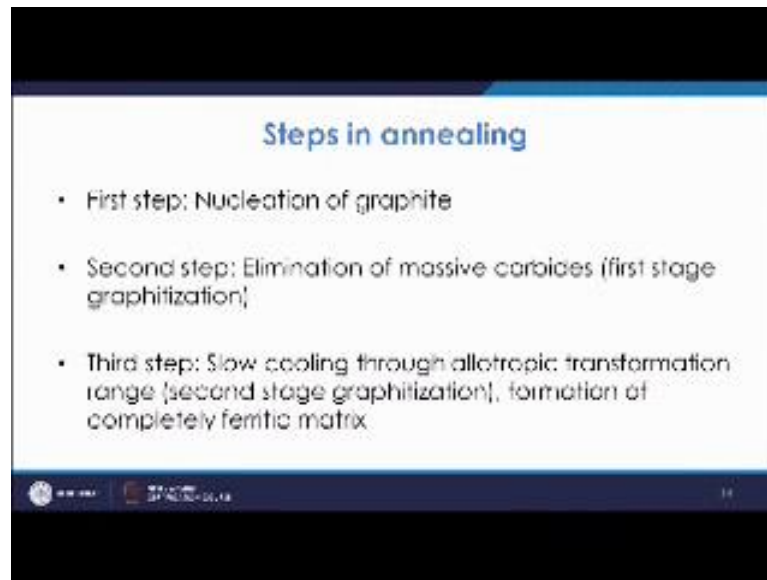 Steps in annealing
• First step: Nucleation of graphite
• Second step: Elimination of massive carbides (first stage
graphitization)
• Third step: Slow cooling through allotropic transformation
range (second stage graphitization), formation of
completely ferritic matrix